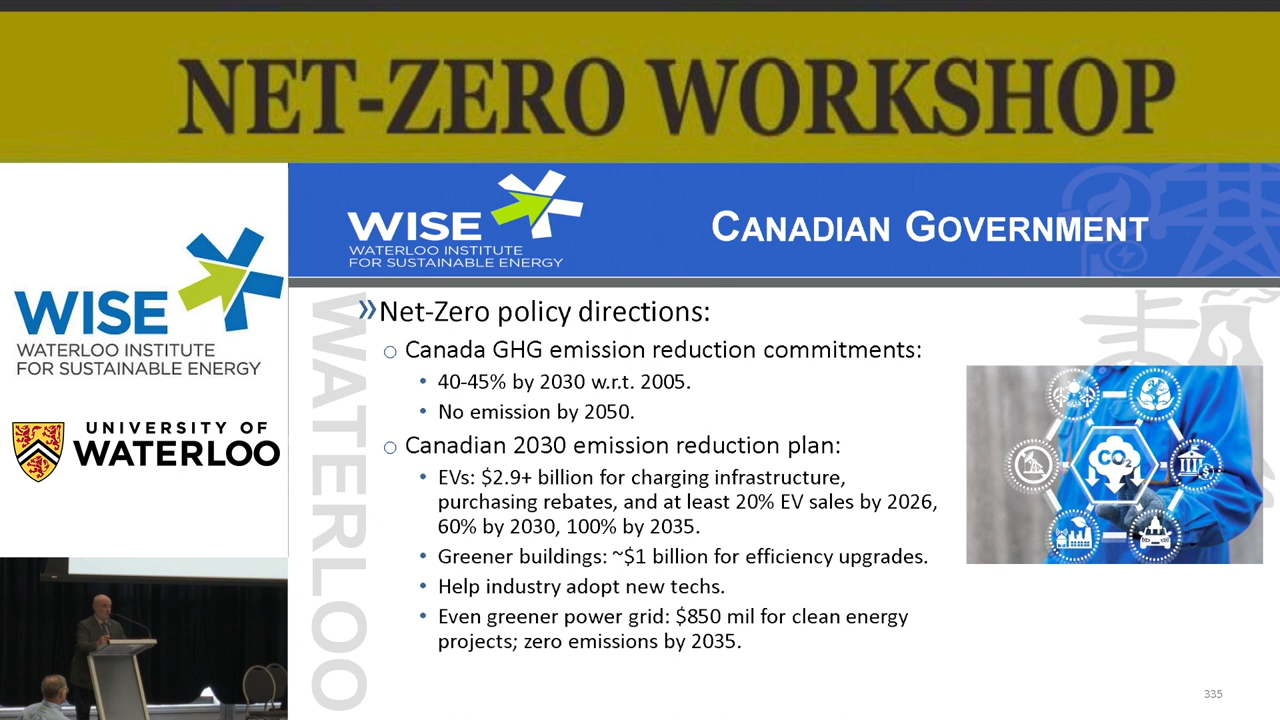 NET-ZERO WORKSHOP
WISE
WATERLOO INSTITUTE
FOR SUSTAINABLE ENERGY
CANADIAN GOVERNMENT
WISE
WATERLOO INSTITUTE
FOR SUSTAINABLE ENERGY
UNIVERSITY OF
WATERLOO
WATERLOO
»Net-Zero policy directions:
o Canada GHG emission reduction commitments:
• 40-45% by 2030 w.r.t. 2005.
• No emission by 2050.
o Canadian 2030 emission reduction plan:
• EVs: $2.9+ billion for charging infrastructure,
purchasing rebates, and at least 20% EV sales by 2026,
60% by 2030, 100% by 2035.
• Greener buildings: ~$1 billion for efficiency upgrades.
• Help industry adopt new techs.
• Even greener power grid: $850 mil for clean energy
projects; zero emissions by 2035.
CO2
335